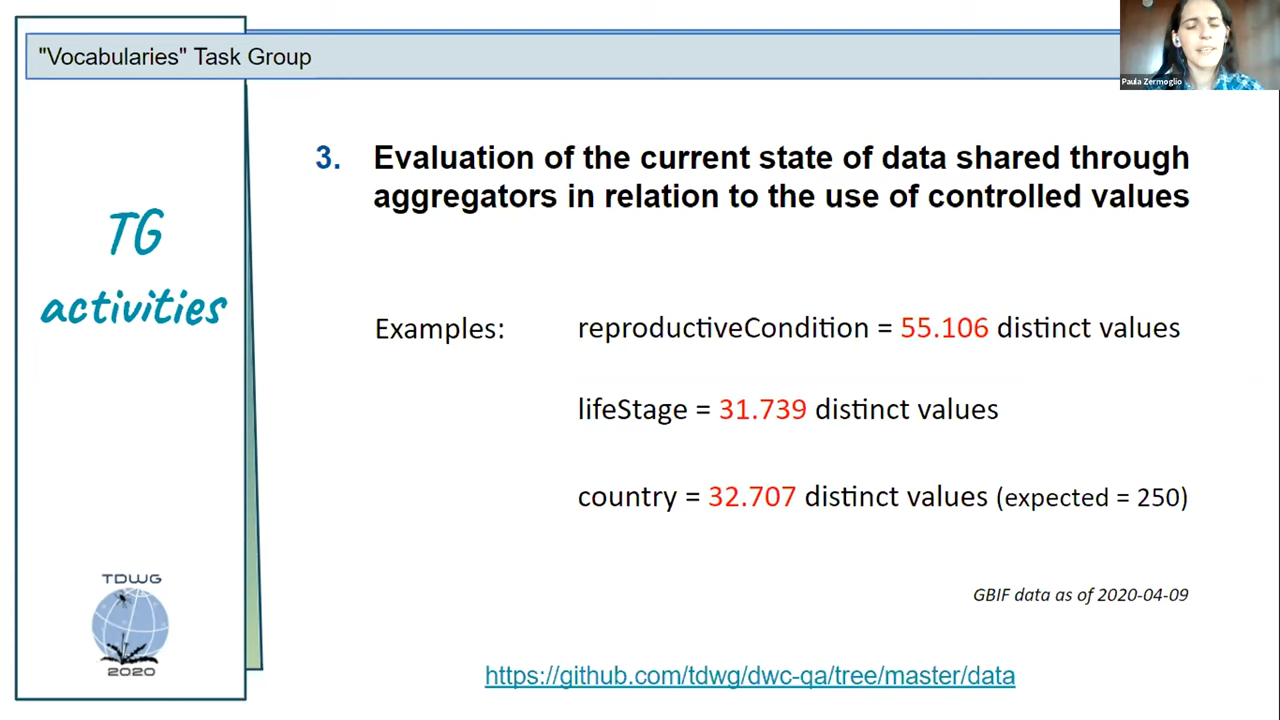 "Vocabularies" Task Group
Paula Zermoglio
TG
activities
3. Evaluation of the current state of data shared through
aggregators in relation to the use of controlled values
Examples: reproductiveCondition = 55.106 distinct values
lifeStage = 31.739 distinct values
country = 32.707 distinct values (expected = 250)
GBIF data as of 2020-04-09
TDWG
2020
https://github.com/tdwg/dwc-qa/tree/master/data